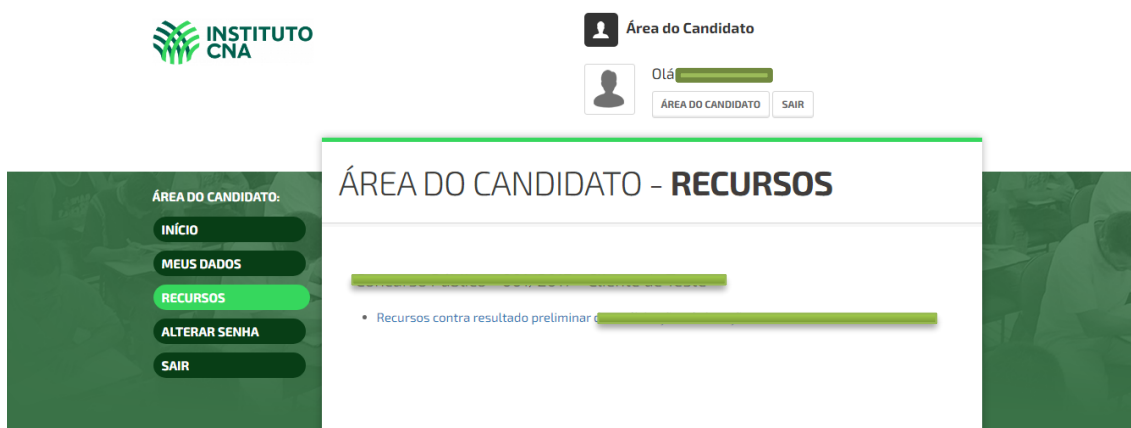 INSTITUTO
CNA
Área do Candidato
Olá
ÁREA DO CANDIDATO
SAIR
ÁREA DO CANDIDATO - RECURSOS
ÁREA DO CANDIDATO:
INÍCIO
MEUS DADOS
RECURSOS
ALTERAR SENHA
SAIR
Recursos contra resultado preliminar